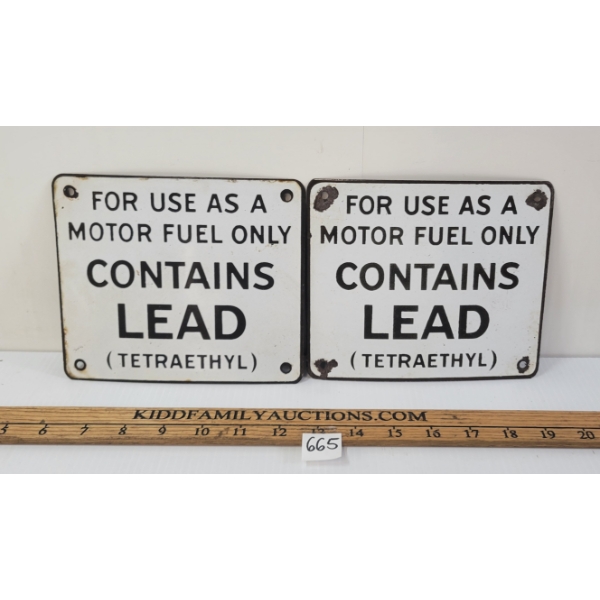 FOR USE AS A
MOTOR FUEL ONLY
CONTAINS
LEAD
(TETRAETHYL)
FOR USE AS A
MOTOR FUEL ONLY
CONTAINS
LEAD
(TETRAETHYL)
KIDDFAMILYAUCTIONS.COM
5 6 7 8 9 10 11 12 13 14 15 16 17 18 19 20
665